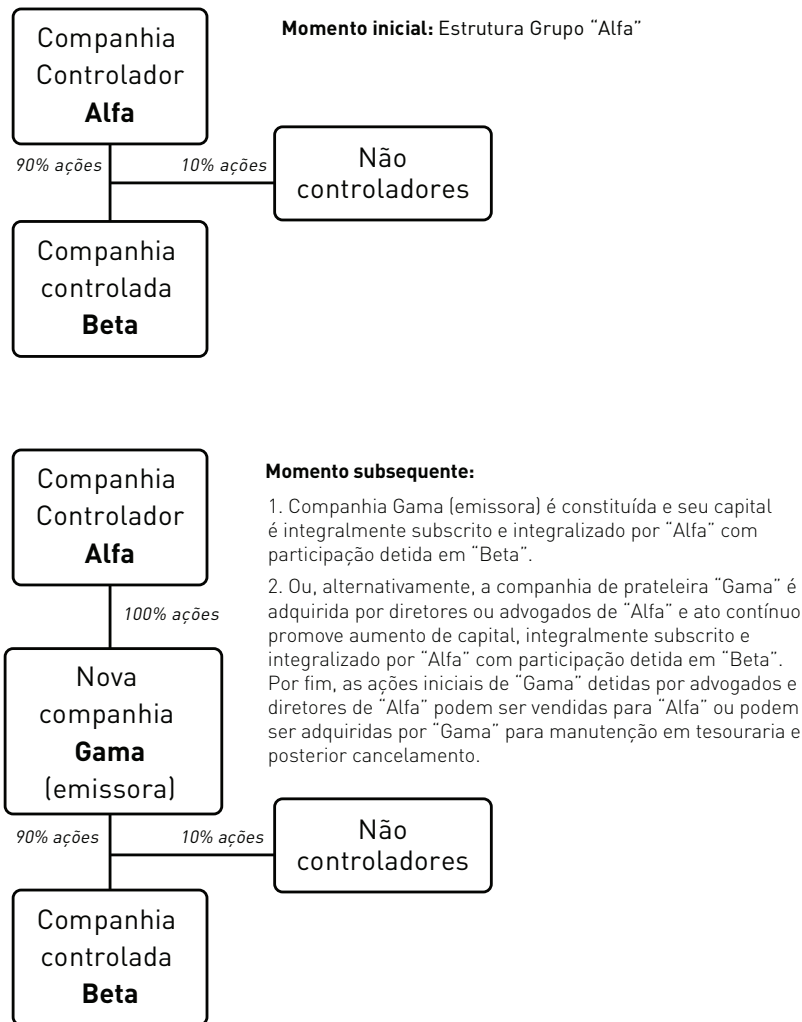 Companhia
Controlador
Alfa
Momento inicial: Estrutura Grupo “Alfa”
90% ações
10% ações
Não
controladores
Companhia
controlada
Beta
Companhia
Controlador
Alfa
Momento subsequente:
1. Companhia Gama (emissora) é constituída e seu capital
é integralmente subscrito e integralizado por “Alfa” com
participação detida em “Beta”.
2. Ou, alternativamente, a companhia de prateleira “Gama” é
adquirida por diretores ou advogados de “Alfa” e ato contínuo
promove aumento de capital, integralmente subscrito e
integralizado por “Alfa” com participação detida em “Beta”.
Por fim, as ações iniciais de “Gama” detidas por advogados e
diretores de “Alfa” podem ser vendidas para “Alfa” ou podem
ser adquiridas por “Gama” para manutenção em tesouraria e
posterior cancelamento.
100% ações
Nova
companhia
Gama
(emissora)
90% ações
10% ações
Não
controladores
Companhia
controlada
Beta